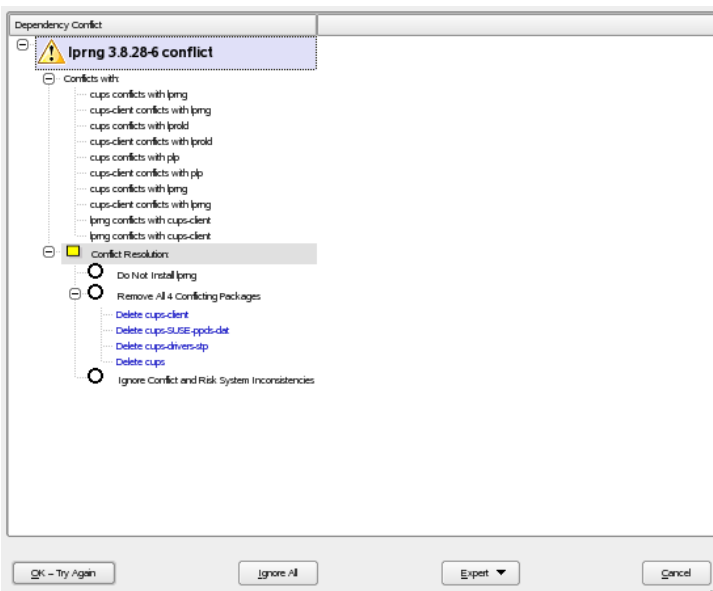 Dependency Conflict
lprng 3.8.28-6 conflict
Conflicts with:
cups conflicts with lprng
cups-client conflicts with lprng
cups conflicts with lprold
cups-client conflicts with lprold
cups conflicts with plp
cups-client conflicts with plp
cups conflicts with lprng
cups-client conflicts with lprng
lprng conflicts with cups-client
lprng conflicts with cups-client
Conflict Resolution:
Do Not Install lprng
Remove All 4 Conflicting Packages
Delete cups-client
Delete cups-SUSE-ppds-dat
Delete cups-drivers-stp
Delete cups
Ignore Conflict and Risk System Inconsistencies
OK – Try Again Ignore All Expert Cancel